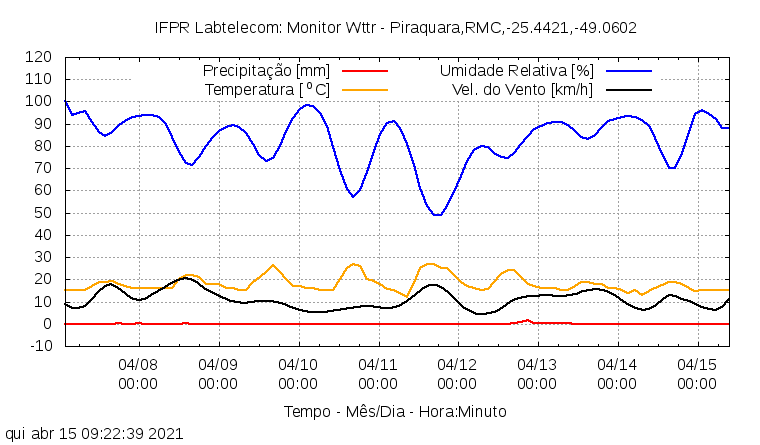 IFPR Labtelecom: Monitor Wttr - Piraquara,RMC,-25.4421,-49.0602
Precipitação [mm]
Temperatura [ ⁰C]
Umidade Relativa [%]
Vel. do Vento [km/h]
120
110
100
90
80
70
60
50
40
30
20
10
0
-10
04/08 04/09 04/10 04/11 04/12 04/13 04/14 04/15
00:00 00:00 00:00 00:00 00:00 00:00 00:00 00:00
Tempo - Mês/Dia - Hora:Minuto
qui abr 15 09:22:39 2021